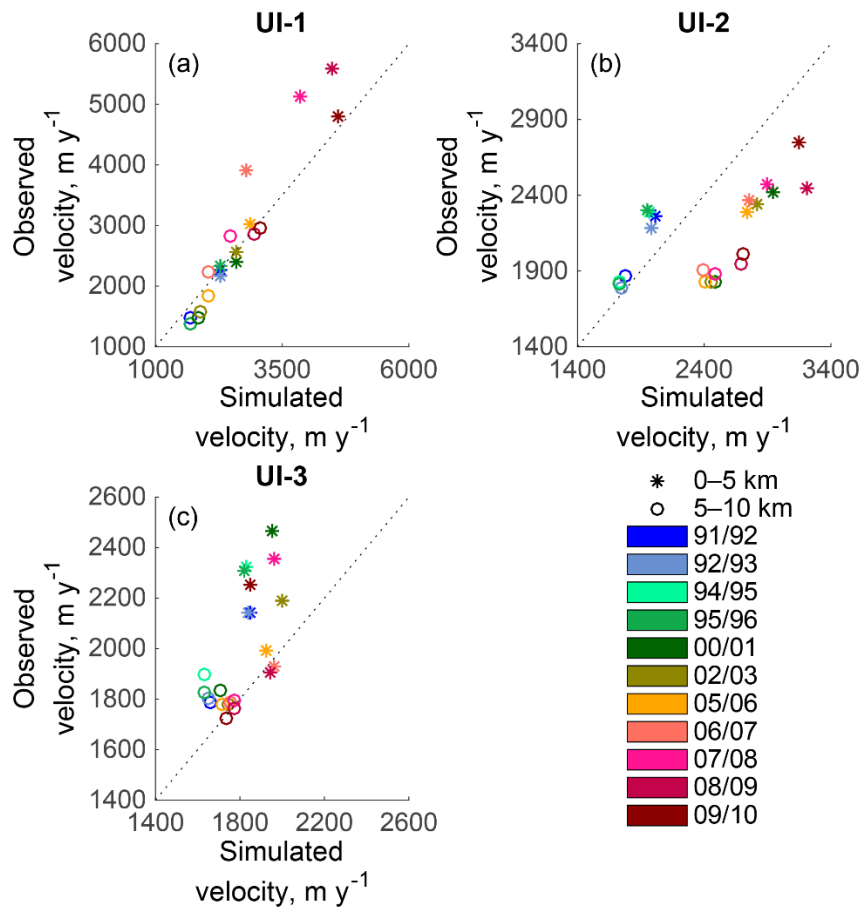 UI-1
(a)
6000
5000
4000
3000
2000
1000
Observed
velocity, m y⁻¹
1000 3500 6000
Simulated
velocity, m y⁻¹
UI-2
(b)
3400
2900
2400
1900
1400
Observed
velocity, m y⁻¹
1400 2400 3400
Simulated
velocity, m y⁻¹
UI-3
(c)
2600
2400
2200
2000
1800
1600
1400
Observed
velocity, m y⁻¹
1400 1800 2200 2600
Simulated
velocity, m y⁻¹
0–5 km
5–10 km
91/92
92/93
94/95
95/96
00/01
02/03
05/06
06/07
07/08
08/09
09/10